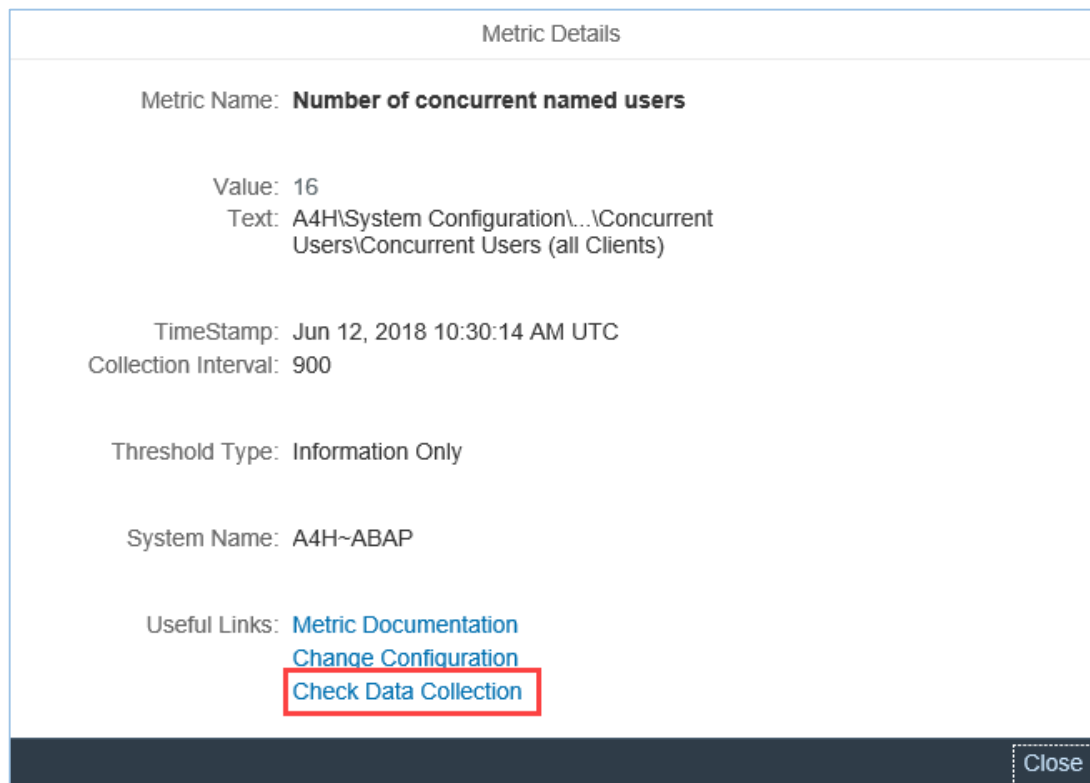 Metric Details
Metric Name: Number of concurrent named users
Value: 16
Text: A4H\System Configuration\...\Concurrent
Users\Concurrent Users (all Clients)
TimeStamp: Jun 12, 2018 10:30:14 AM UTC
Collection Interval: 900
Threshold Type: Information Only
System Name: A4H~ABAP
Useful Links: Metric Documentation
Change Configuration
Check Data Collection
Close